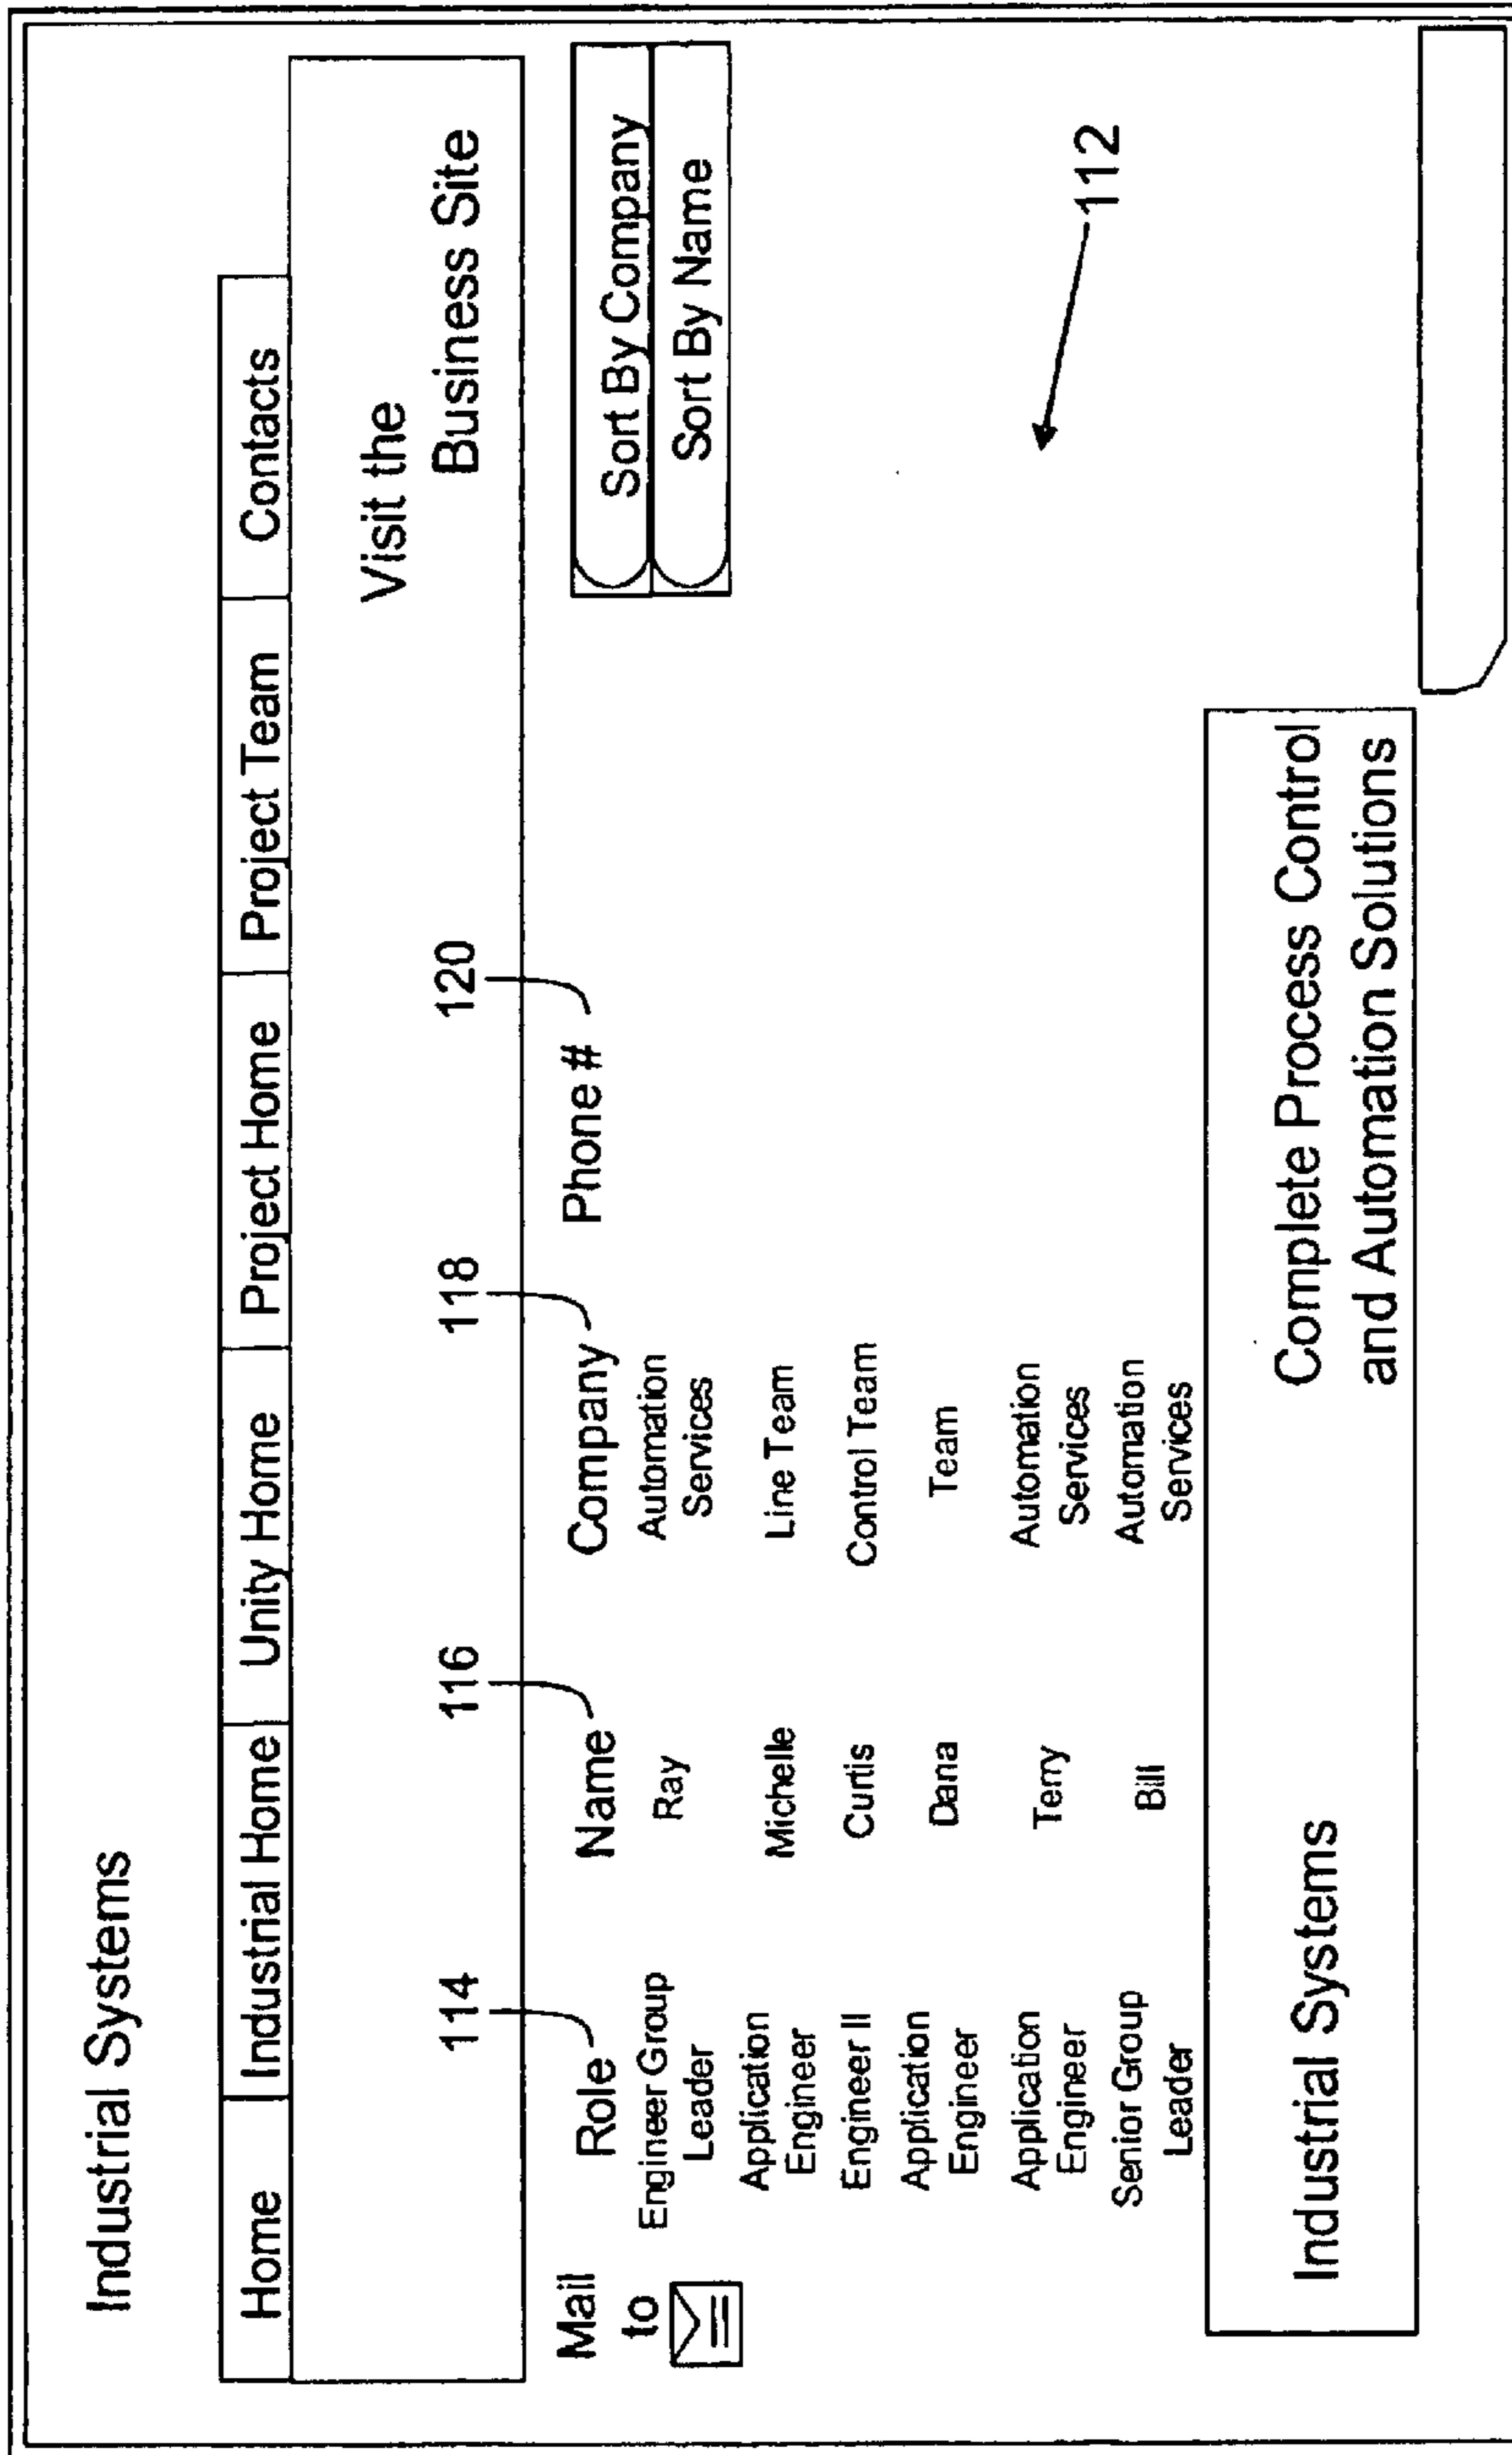 Industrial Systems
Home Industrial Home Unity Home Project Home Project Team Contacts
Visit the
Business Site
114 116 118 120
Mail
to
Role Name Company Phone #
Sort By Company
Sort By Name
Engineer Group Ray Automation
Leader Services
Application Michelle Line Team
Engineer
Engineer II Curtis Control Team
Application Dana Team
Engineer
Application Terry Automation
Engineer Services
Senior Group Bill Automation
Leader Services
112
Industrial Systems Complete Process Control
and Automation Solutions